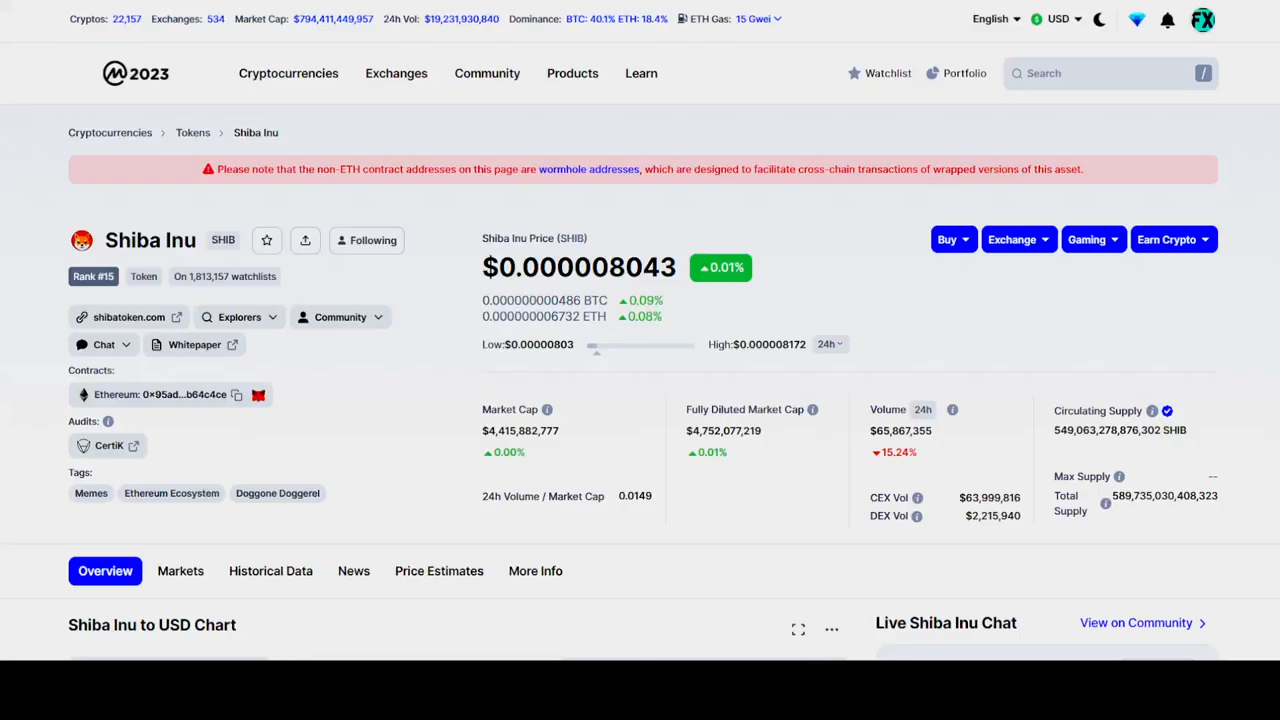 Cryptos: 22,157 Exchanges: 534 Market Cap: $794,411,449,957 24h Vol: $19,231,930,840 Dominance: BTC: 40.1% ETH: 18.4% ETH Gas: 15 Gwei English USD FX
2023 Cryptocurrencies Exchanges Community Products Learn Watchlist Portfolio Search /
Cryptocurrencies > Tokens > Shiba Inu
Please note that the non-ETH contract addresses on this page are wormhole addresses, which are designed to facilitate cross-chain transactions of wrapped versions of this asset.
Shiba Inu SHIB Following
Rank #15 Token On 1,813,157 watchlists
shibatoken.com Explorers Community
Chat Whitepaper
Contracts:
Ethereum: 0x95ad...b64c4ce
Audits:
CertiK
Tags:
Memes Ethereum Ecosystem Doggone Doggerel
Shiba Inu Price (SHIB)
$0.000008043 0.01%
0.000000000486 BTC 0.09%
0.000000006732 ETH 0.08%
Low:$0.00000803 High:$0.000008172 24h
Buy Exchange Gaming Earn Crypto
Market Cap
$4,415,882,777
0.00%
24h Volume / Market Cap 0.0149
Fully Diluted Market Cap
$4,752,077,219
0.01%
Volume 24h
$65,867,355
15.24%
CEX Vol $63,999,816
DEX Vol $2,215,940
Circulating Supply
549,063,278,876,302 SHIB
Max Supply --
Total Supply 589,735,030,408,323
Overview Markets Historical Data News Price Estimates More Info
Shiba Inu to USD Chart ...
Live Shiba Inu Chat View on Community >